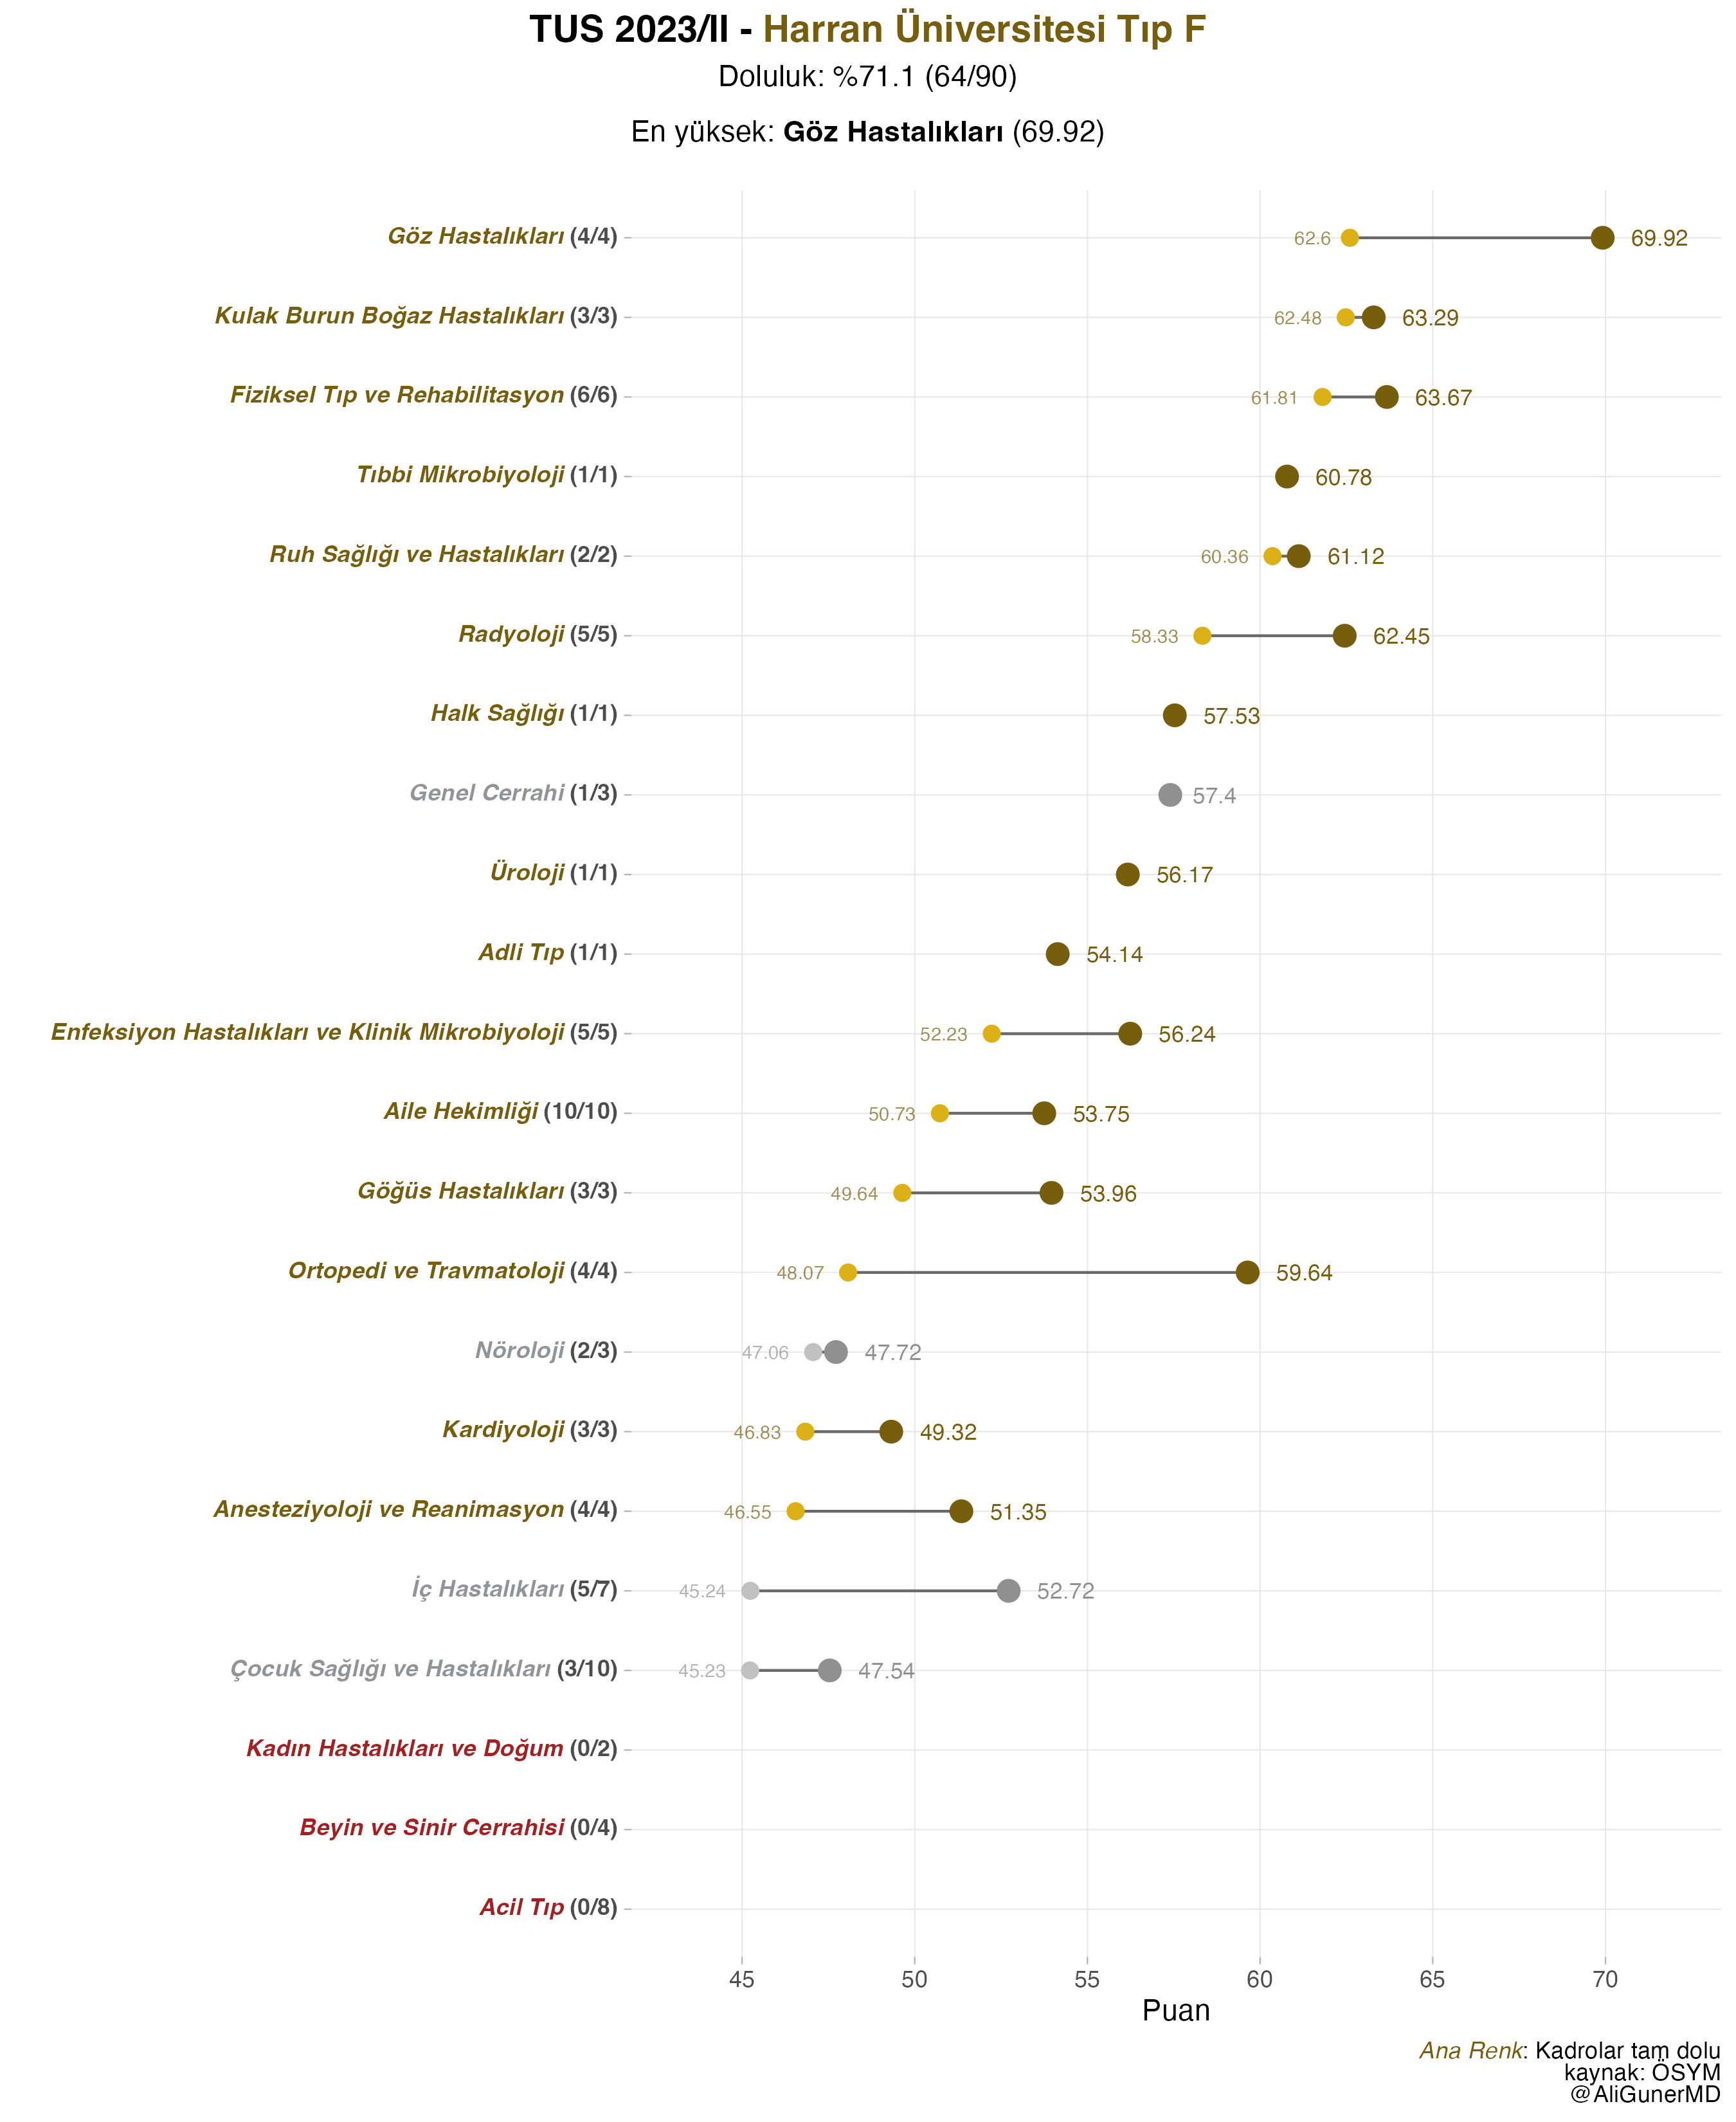 TUS 2023/II - Harran Üniversitesi Tıp F
Doluluk: %71.1 (64/90)
En yüksek: Göz Hastalıkları (69.92)
Göz Hastalıkları (4/4) 62.6 69.92
Kulak Burun Boğaz Hastalıkları (3/3) 62.48 63.29
Fiziksel Tıp ve Rehabilitasyon (6/6) 61.81 63.67
Tıbbi Mikrobiyoloji (1/1) 60.78
Ruh Sağlığı ve Hastalıkları (2/2) 60.36 61.12
Radyoloji (5/5) 58.33 62.45
Halk Sağlığı (1/1) 57.53
Genel Cerrahi (1/3) 57.4
Üroloji (1/1) 56.17
Adli Tıp (1/1) 54.14
Enfeksiyon Hastalıkları ve Klinik Mikrobiyoloji (5/5) 52.23 56.24
Aile Hekimliği (10/10) 50.73 53.75
Göğüs Hastalıkları (3/3) 49.64 53.96
Ortopedi ve Travmatoloji (4/4) 48.07 59.64
Nöroloji (2/3) 47.06 47.72
Kardiyoloji (3/3) 46.83 49.32
Anesteziyoloji ve Reanimasyon (4/4) 46.55 51.35
İç Hastalıkları (5/7) 45.24 52.72
Çocuk Sağlığı ve Hastalıkları (3/10) 45.23 47.54
Kadın Hastalıkları ve Doğum (0/2)
Beyin ve Sinir Cerrahisi (0/4)
Acil Tıp (0/8)
45 50 55 60 65 70
Puan
Ana Renk: Kadrolar tam dolu
kaynak: ÖSYM
@AliGunerMD